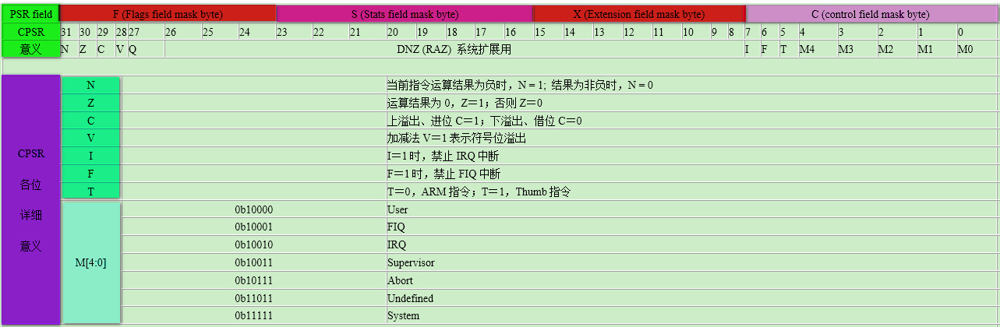 PSR field F (Flags field mask byte) S (Stats field mask byte) X (Extension field mask byte) C (control field mask byte)
CPSR 31 30 29 28 27 26 25 24 23 22 21 20 19 18 17 16 15 14 13 12 11 10 9 8 7 6 5 4 3 2 1 0
意义 N Z C V Q DNZ (RAZ) 系统扩展用 I F T M4 M3 M2 M1 M0
CPSR
各位
详细
意义
N 当前指令运算结果为负时，N = 1; 结果为非负时，N = 0
Z 运算结果为 0，Z＝1；否则 Z＝0
C 上溢出、进位 C＝1；下溢出、借位 C＝0
V 加减法 V＝1 表示符号位溢出
I I＝1 时，禁止 IRQ 中断
F F＝1 时，禁止 FIQ 中断
T T＝0，ARM 指令；T＝1，Thumb 指令
M[4:0]
0b10000 User
0b10001 FIQ
0b10010 IRQ
0b10011 Supervisor
0b10111 Abort
0b11011 Undefined
0b11111 System